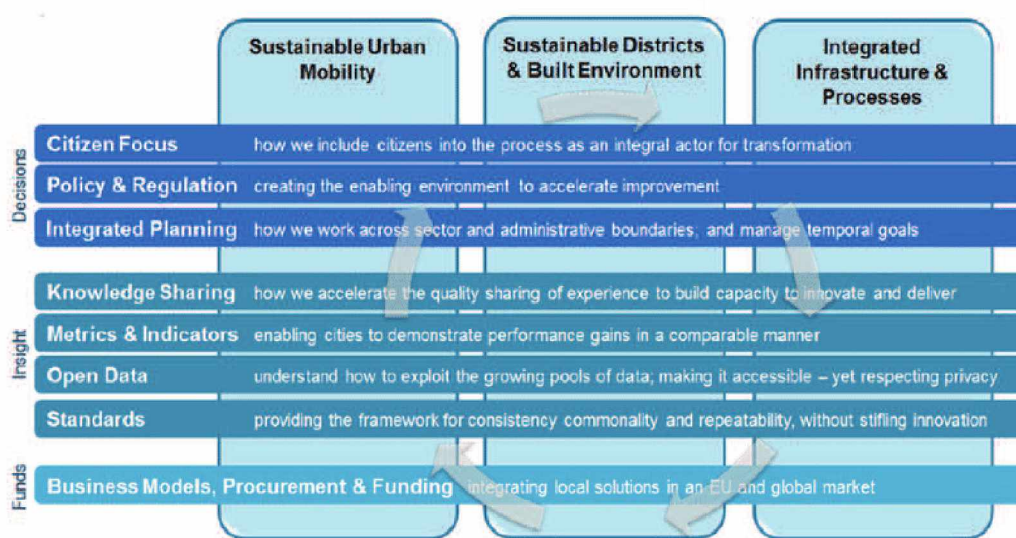 Sustainable Urban
Mobility
Sustainable Districts
& Built Environment
Integrated
Infrastructure &
Processes
Decisions
Citizen Focus how we include citizens into the process as an integral actor for transformation
Policy & Regulation creating the enabling environment to accelerate improvement
Integrated Planning how we work across sector and administrative boundaries; and manage temporal goals
Insight
Knowledge Sharing how we accelerate the quality sharing of experience to build capacity to innovate and deliver
Metrics & Indicators enabling cities to demonstrate performance gains in a comparable manner
Open Data understand how to exploit the growing pools of data; making it accessible – yet respecting privacy
Standards providing the framework for consistency commonality and repeatability, without stifling innovation
Funds
Business Models, Procurement & Funding integrating local solutions in an EU and global market